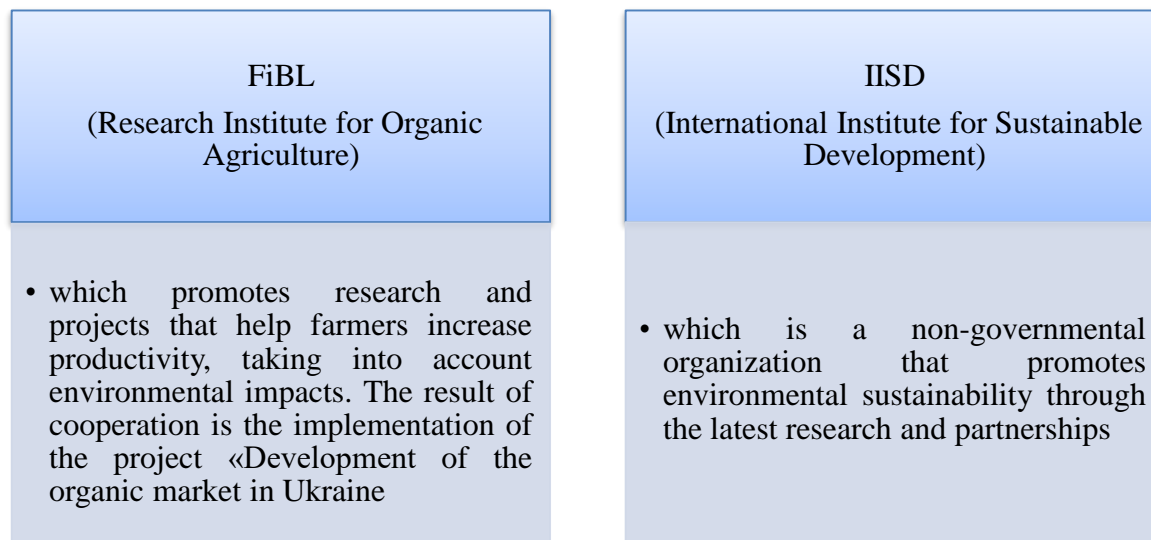 FiBL
(Research Institute for Organic
Agriculture)
• which promotes research and
projects that help farmers increase
productivity, taking into account
environmental impacts. The result of
cooperation is the implementation of
the project «Development of the
organic market in Ukraine
IISD
(International Institute for Sustainable
Development)
• which is a non-governmental
organization that promotes
environmental sustainability through
the latest research and partnerships